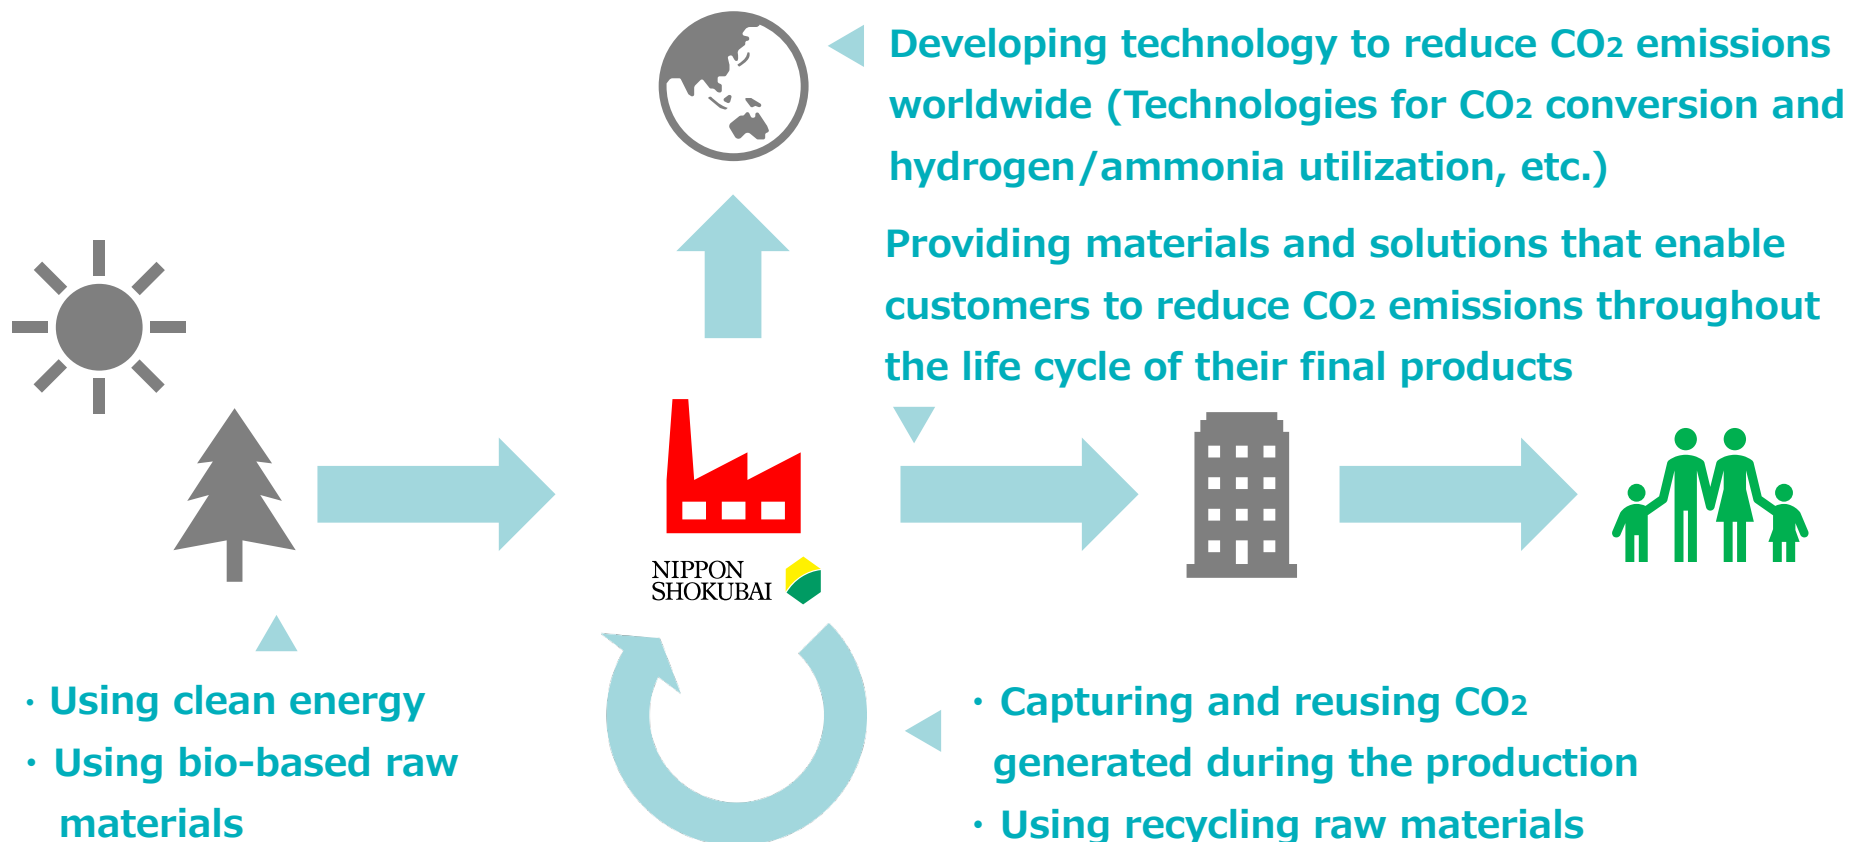 Developing technology to reduce CO₂ emissions
worldwide (Technologies for CO₂ conversion and
hydrogen/ammonia utilization, etc.)
Providing materials and solutions that enable
customers to reduce CO₂ emissions throughout
the life cycle of their final products
NIPPON
SHOKUBAI
・Using clean energy
・Using bio-based raw
materials
・Capturing and reusing CO₂
generated during the production
・Using recycling raw materials